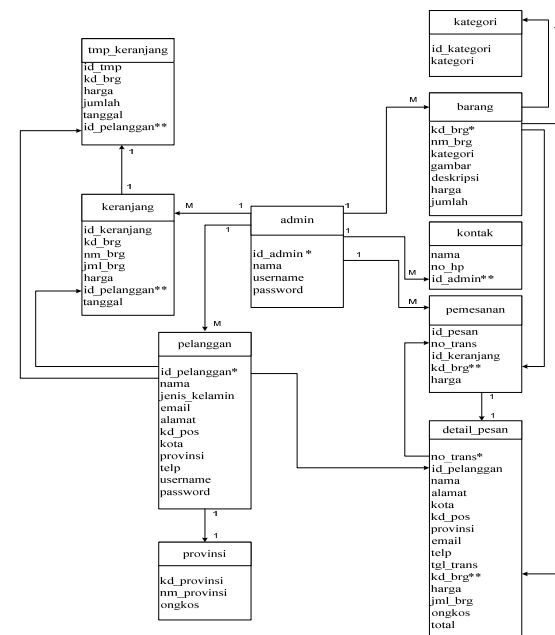 kategori
id_kategori
kategori
tmp_keranjang
id_tmp
kd_brg
harga
jumlah
tanggal
id_pelanggan**
barang
kd_brg*
nm_brg
kategori
gambar
deskripsi
harga
jumlah
M
1
1
keranjang
id_keranjang
kd_brg
nm_brg
jml_brg
harga
id_pelanggan**
tanggal
M
1
1
1
1
1
M
M
admin
id_admin *
nama
username
password
kontak
nama
no_hp
id_admin**
pemesanan
id_pesan
no_trans
id_keranjang
kd_brg**
harga
M
pelanggan
id_pelanggan*
nama
jenis_kelamin
email
alamat
kd_pos
kota
provinsi
telp
username
password
1
1
detail_pesan
no_trans*
id_pelanggan
nama
alamat
kota
kd_pos
provinsi
email
telp
tgl_trans
kd_brg**
harga
jml_brg
ongkos
total
1
1
provinsi
kd_provinsi
nm_provinsi
ongkos